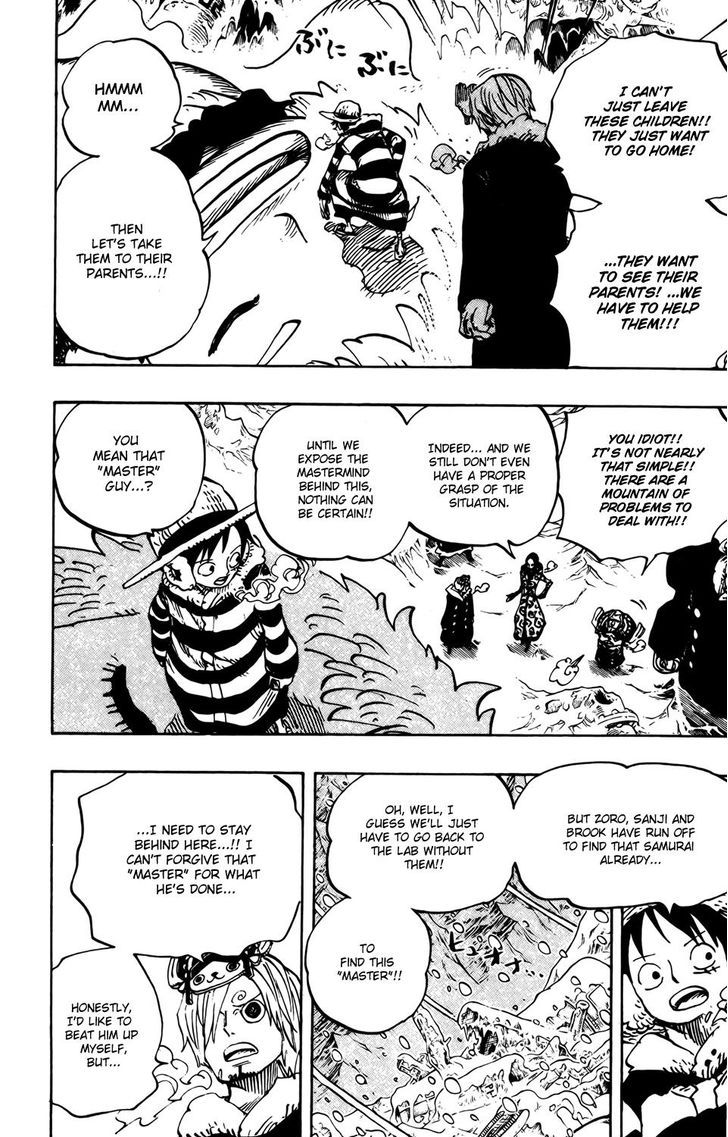 I CAN'T
JUST LEAVE
THESE CHILDREN!!
THEY JUST WANT
TO GO HOME!
...THEY WANT
TO SEE THEIR
PARENTS! ...WE
HAVE TO HELP
THEM!!!
ぶに
ぶに
HMMM
MM...
THEN
LET'S TAKE
THEM TO THEIR
PARENTS...!!
YOU IDIOT!!
IT'S NOT NEARLY
THAT SIMPLE!!
THERE ARE
A MOUNTAIN OF
PROBLEMS TO
DEAL WITH!!
INDEED... AND WE
STILL DON'T EVEN
HAVE A PROPER
GRASP OF THE
SITUATION.
UNTIL WE
EXPOSE THE
MASTERMIND
BEHIND THIS,
NOTHING CAN
BE CERTAIN!!
YOU
MEAN THAT
"MASTER"
GUY...?
BUT ZORO, SANJI AND
BROOK HAVE RUN OFF
TO FIND THAT SAMURAI
ALREADY...
OH, WELL, I
GUESS WE'LL JUST
HAVE TO GO BACK TO
THE LAB WITHOUT
THEM!!
TO
FIND THIS
"MASTER"!!
...I NEED TO STAY
BEHIND HERE...!! I
CAN'T FORGIVE THAT
"MASTER" FOR WHAT
HE'S DONE...
HONESTLY,
I'D LIKE TO
BEAT HIM UP
MYSELF,
BUT...